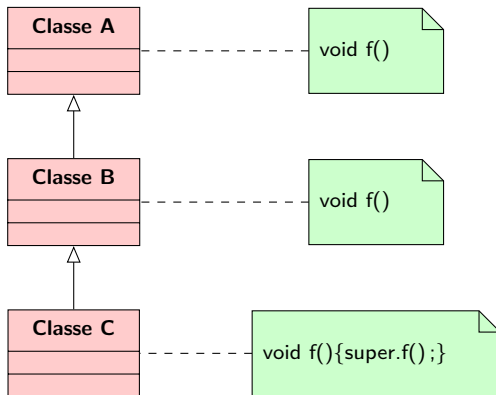 Classe A
void f()
Classe B
void f()
Classe C
void f(){super.f() ;}